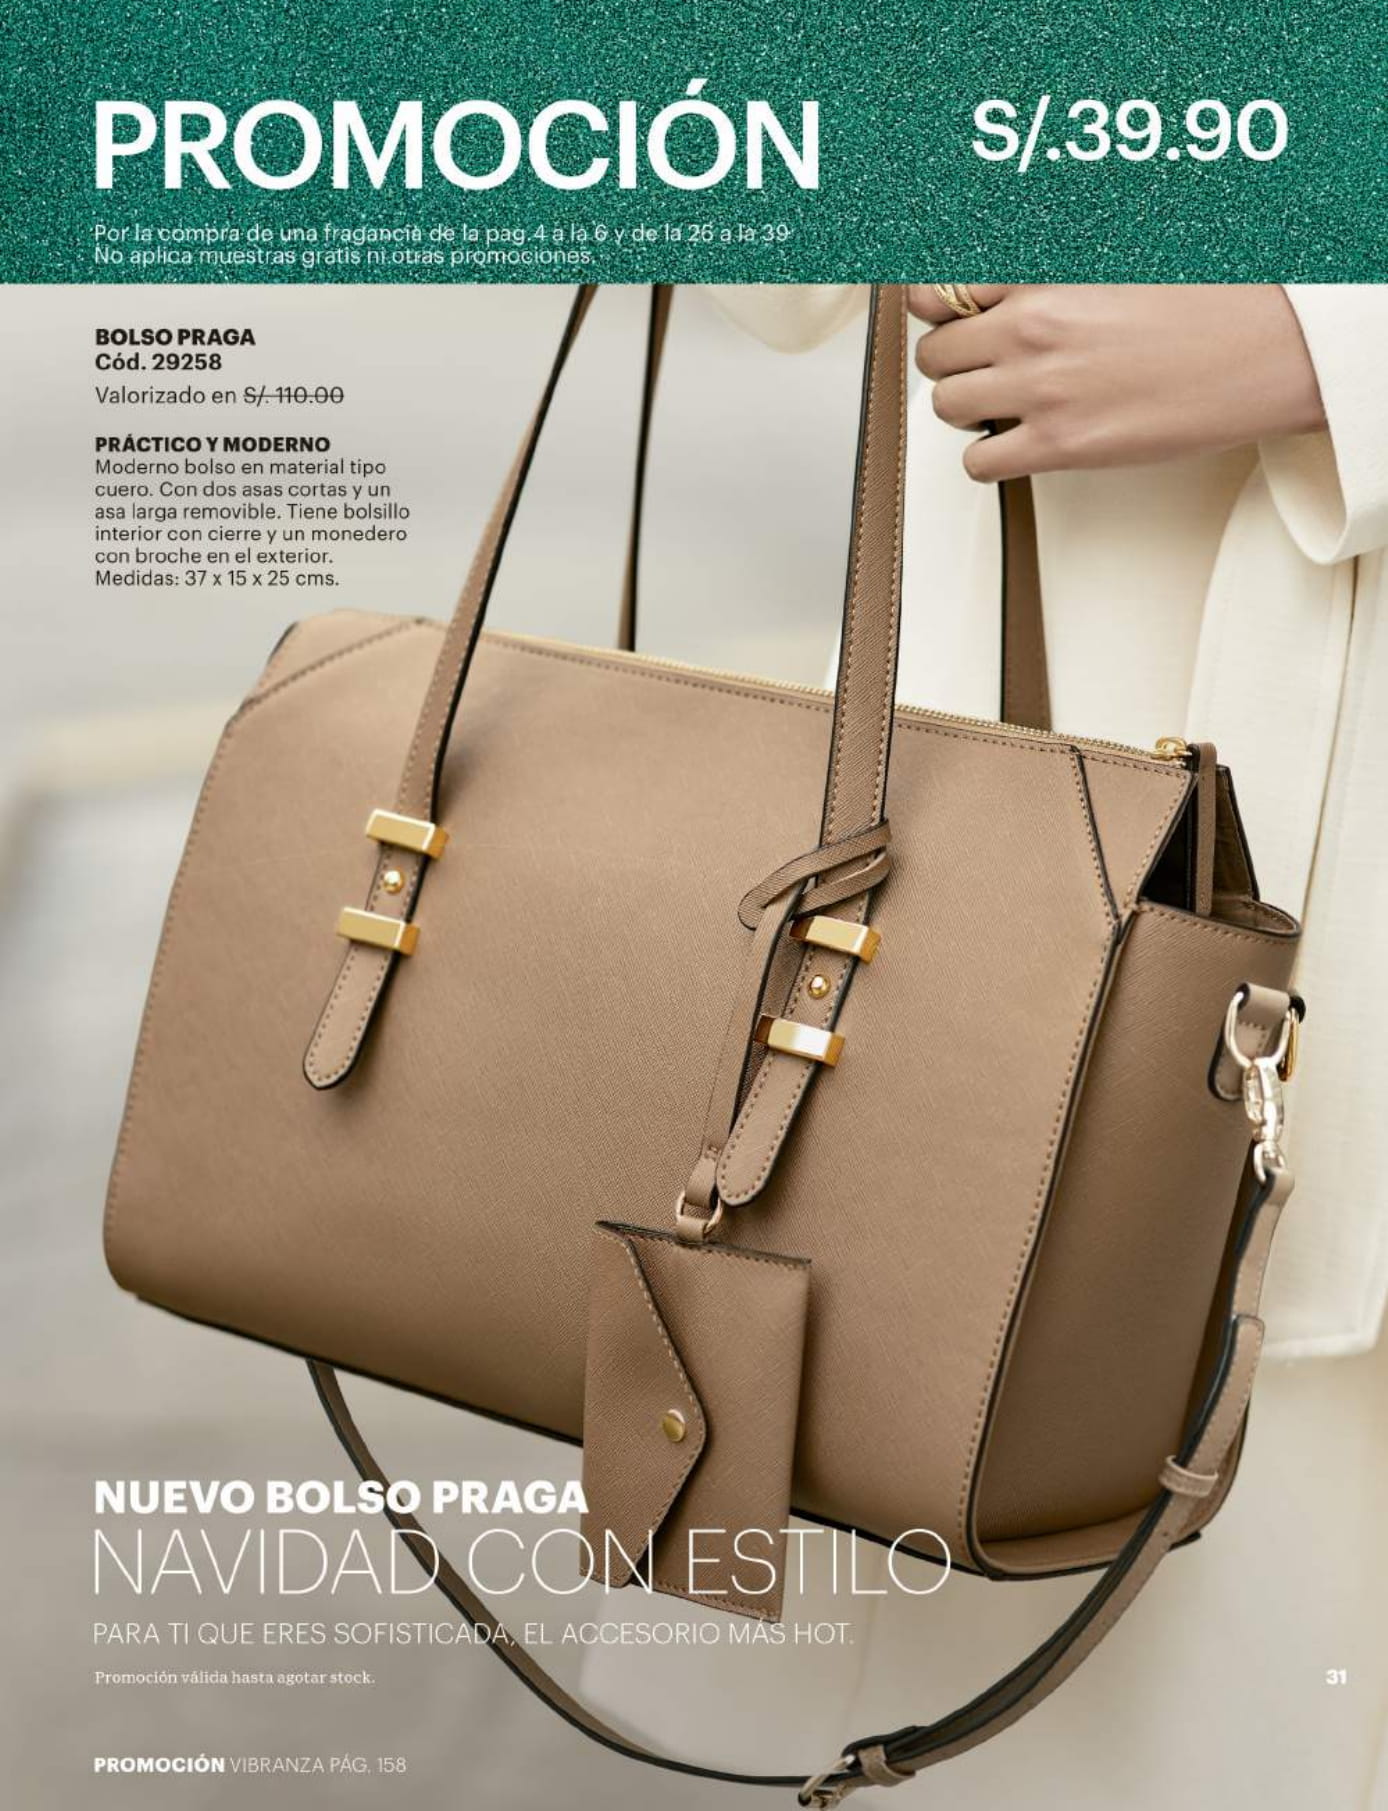 PROMOCIÓN
S/.39.90
Por la compra de una fragancia de la pag.4 a la 6 y de la 26 a la 39
No aplica muestras gratis ni otras promociones.
BOLSO PRAGA
Cód. 29258
Valorizado en S/. 110.00
PRÁCTICO Y MODERNO
Moderno bolso en material tipo
cuero. Con dos asas cortas y un
asa larga removible. Tiene bolsillo
interior con cierre y un monedero
con broche en el exterior.
Medidas: 37 x 15 x 25 cms.
NUEVO BOLSO PRAGA
NAVIDAD CON ESTILO
PARA TI QUE ERES SOFISTICADA, EL ACCESORIO MÁS HOT.
Promoción válida hasta agotar stock.
31
PROMOCIÓN VIBRANZA PÁG. 158